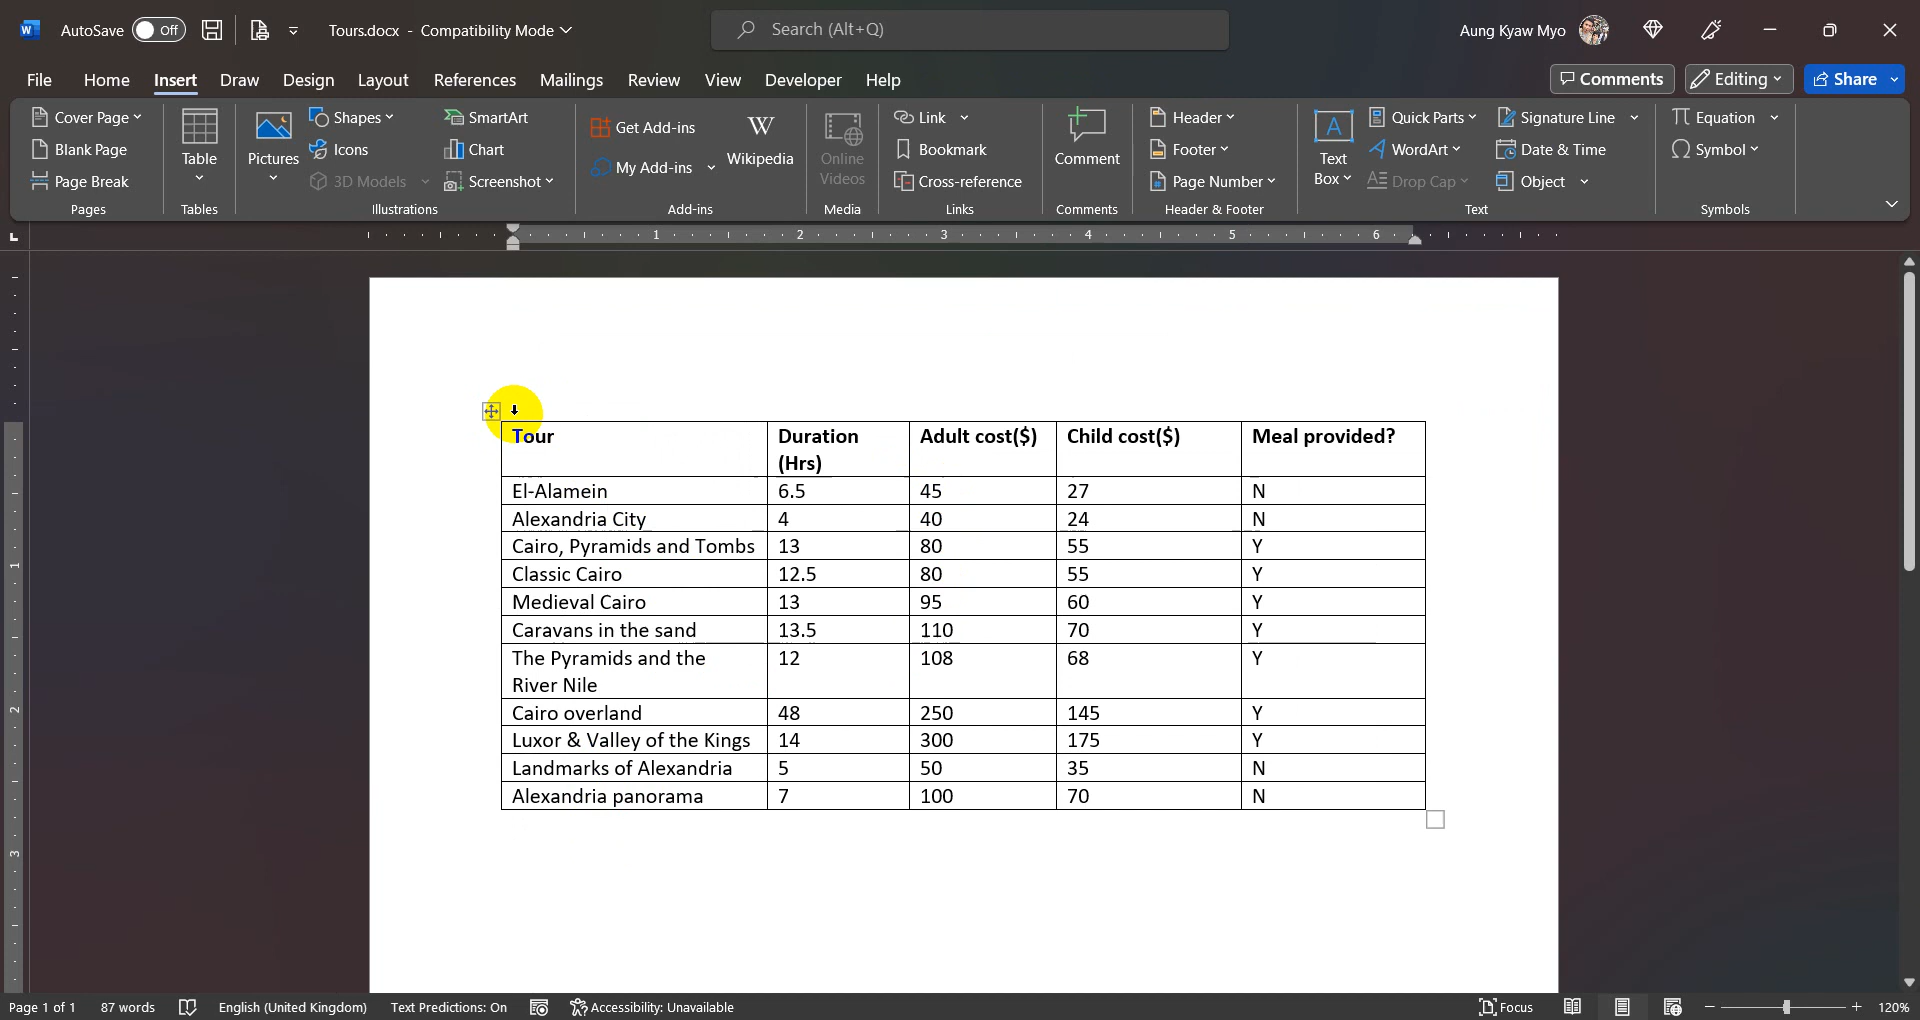 AutoSave Off Tours.docx - Compatibility Mode Search (Alt+Q) Aung Kyaw Myo
File Home Insert Draw Design Layout References Mailings Review View Developer Help Comments Editing Share
Cover Page
Blank Page
Page Break
Pages
Table
Tables
Pictures
Shapes
Icons
3D Models
SmartArt
Chart
Screenshot
Illustrations
Get Add-ins
My Add-ins
Wikipedia
Add-ins
Online
Videos
Media
Link
Bookmark
Cross-reference
Links
Comment
Comments
Header
Footer
Page Number
Header & Footer
Text
Box
Quick Parts
WordArt
Drop Cap
Signature Line
Date & Time
Object
Text
Equation
Symbol
Symbols
1 2 3 4 5 6
Tour Duration Adult cost($) Child cost($) Meal provided?
(Hrs)
El-Alamein 6.5 45 27 N
Alexandria City 4 40 24 N
Cairo, Pyramids and Tombs 13 80 55 Y
Classic Cairo 12.5 80 55 Y
Medieval Cairo 13 95 60 Y
Caravans in the sand 13.5 110 70 Y
The Pyramids and the 12 108 68 Y
River Nile
Cairo overland 48 250 145 Y
Luxor & Valley of the Kings 14 300 175 Y
Landmarks of Alexandria 5 50 35 N
Alexandria panorama 7 100 70 N
1
2
3
Page 1 of 1 87 words English (United Kingdom) Text Predictions: On Accessibility: Unavailable Focus 120%